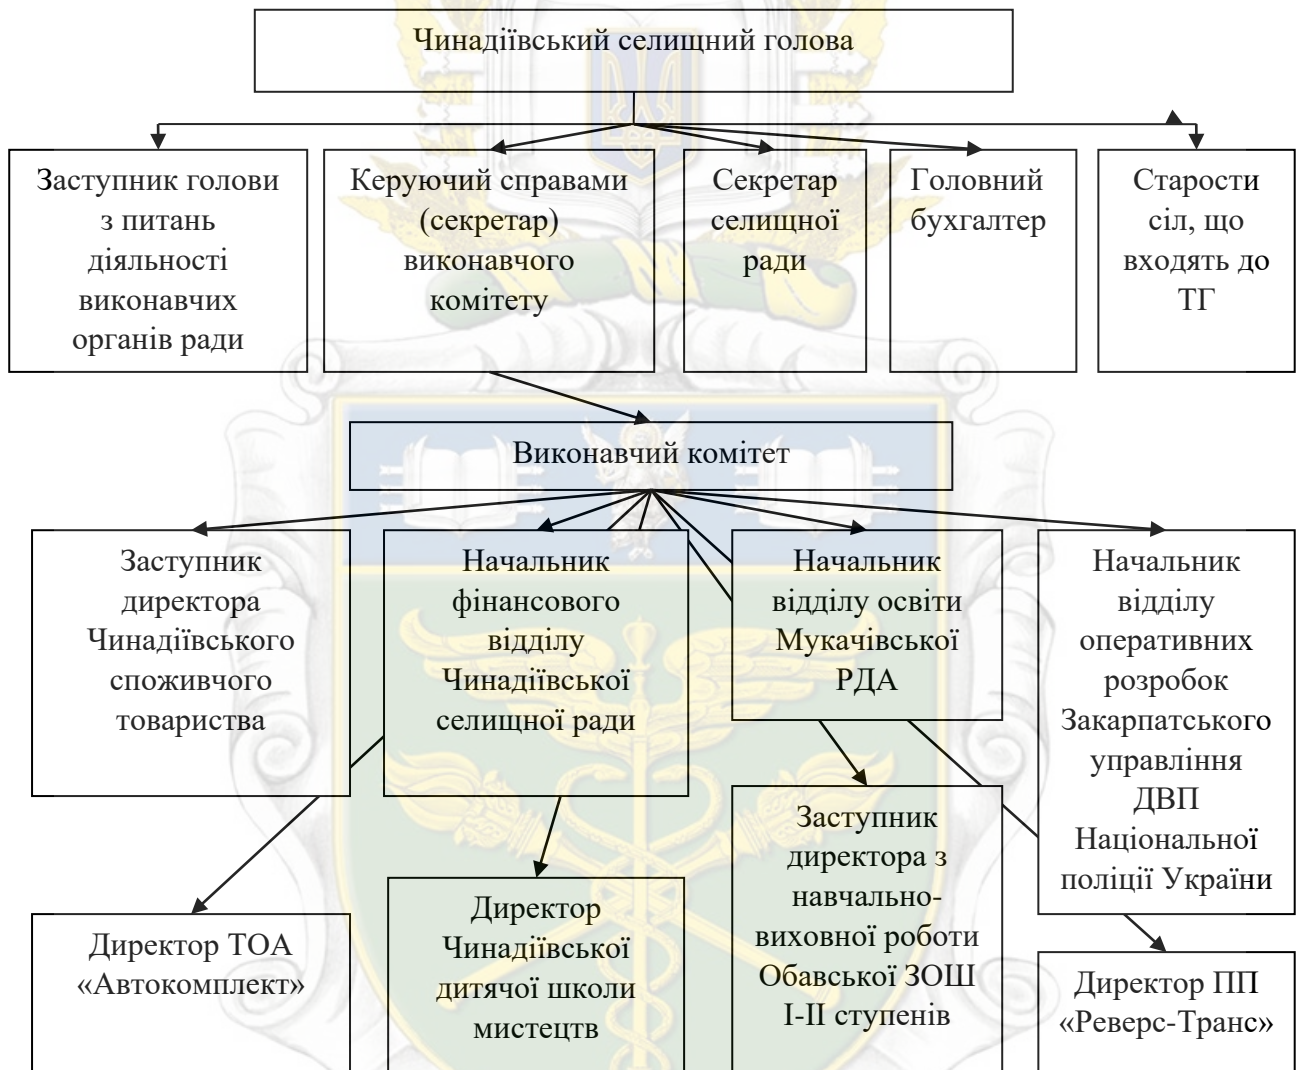 Чинадіївський селищний голова
Заступник голови
з питань
діяльності
виконавчих
органів ради
Керуючий справами
(секретар)
виконавчого
комітету
Секретар
селищної
ради
Головний
бухгалтер
Старости
сіл, що
входять до
ТГ
Виконавчий комітет
Заступник
директора
Чинадіївського
споживчого
товариства
Начальник
фінансового
відділу
Чинадіївської
селищної ради
Начальник
відділу освіти
Мукачівської
РДА
Начальник
відділу
оперативних
розробок
Закарпатського
управління
ДВП
Національної
поліції України
Директор ТОА
«Автокомплект»
Директор
Чинадіївської
дитячої школи
мистецтв
Заступник
директора з
навчально-
виховної роботи
Обавської ЗОШ
І-ІІ ступенів
Директор ПП
«Реверс-Транс»